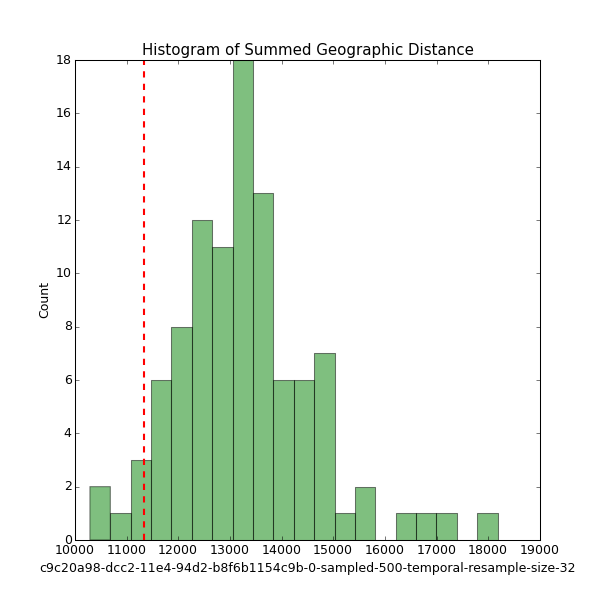 Histogram of Summed Geographic Distance
18
16
14
12
10
8
6
4
2
0
Count
10000 11000 12000 13000 14000 15000 16000 17000 18000 19000
c9c20a98-dcc2-11e4-94d2-b8f6b1154c9b-0-sampled-500-temporal-resample-size-32